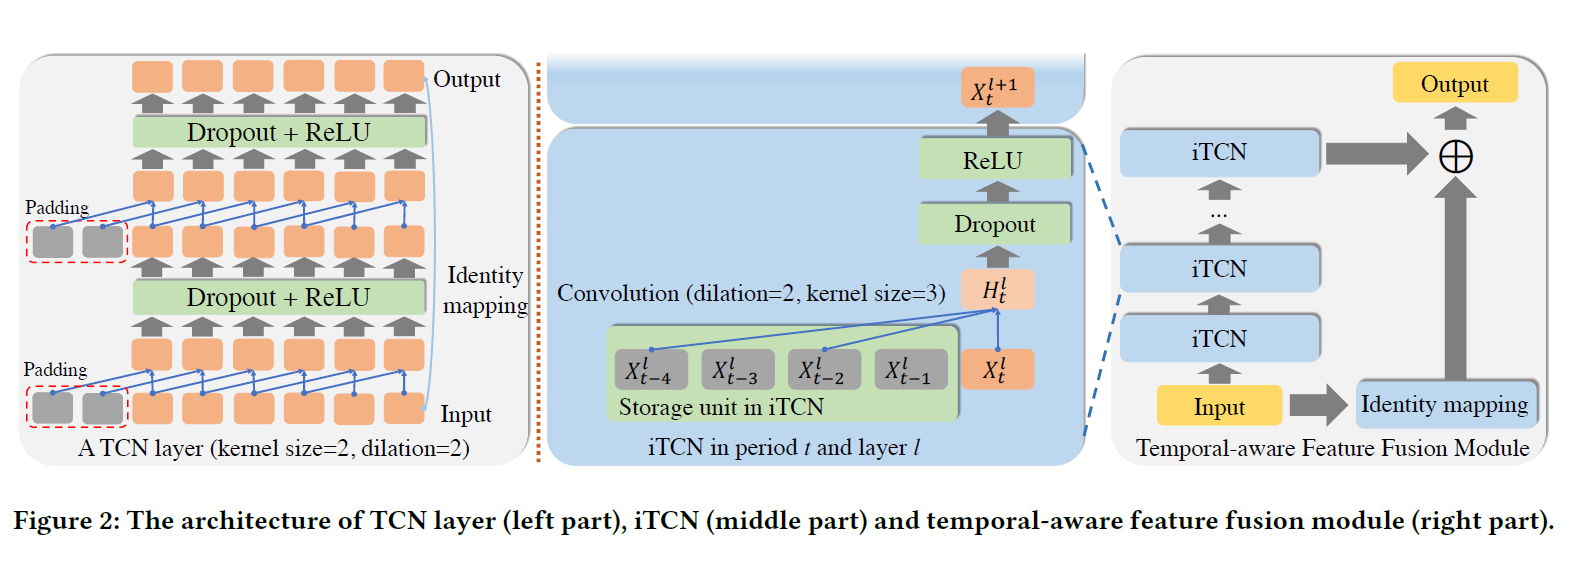 Output
Dropout + ReLU
Padding
Identity
mapping
Dropout + ReLU
Padding
Input
A TCN layer (kernel size=2, dilation=2)
X_t^{l+1}
ReLU
Dropout
Convolution (dilation=2, kernel size=3)
H_t^l
X_{t-4}^l X_{t-3}^l X_{t-2}^l X_{t-1}^l X_t^l
Storage unit in iTCN
iTCN in period t and layer l
Output
iTCN
...
iTCN
iTCN
Input
Identity mapping
Temporal-aware Feature Fusion Module
Figure 2: The architecture of TCN layer (left part), iTCN (middle part) and temporal-aware feature fusion module (right part).